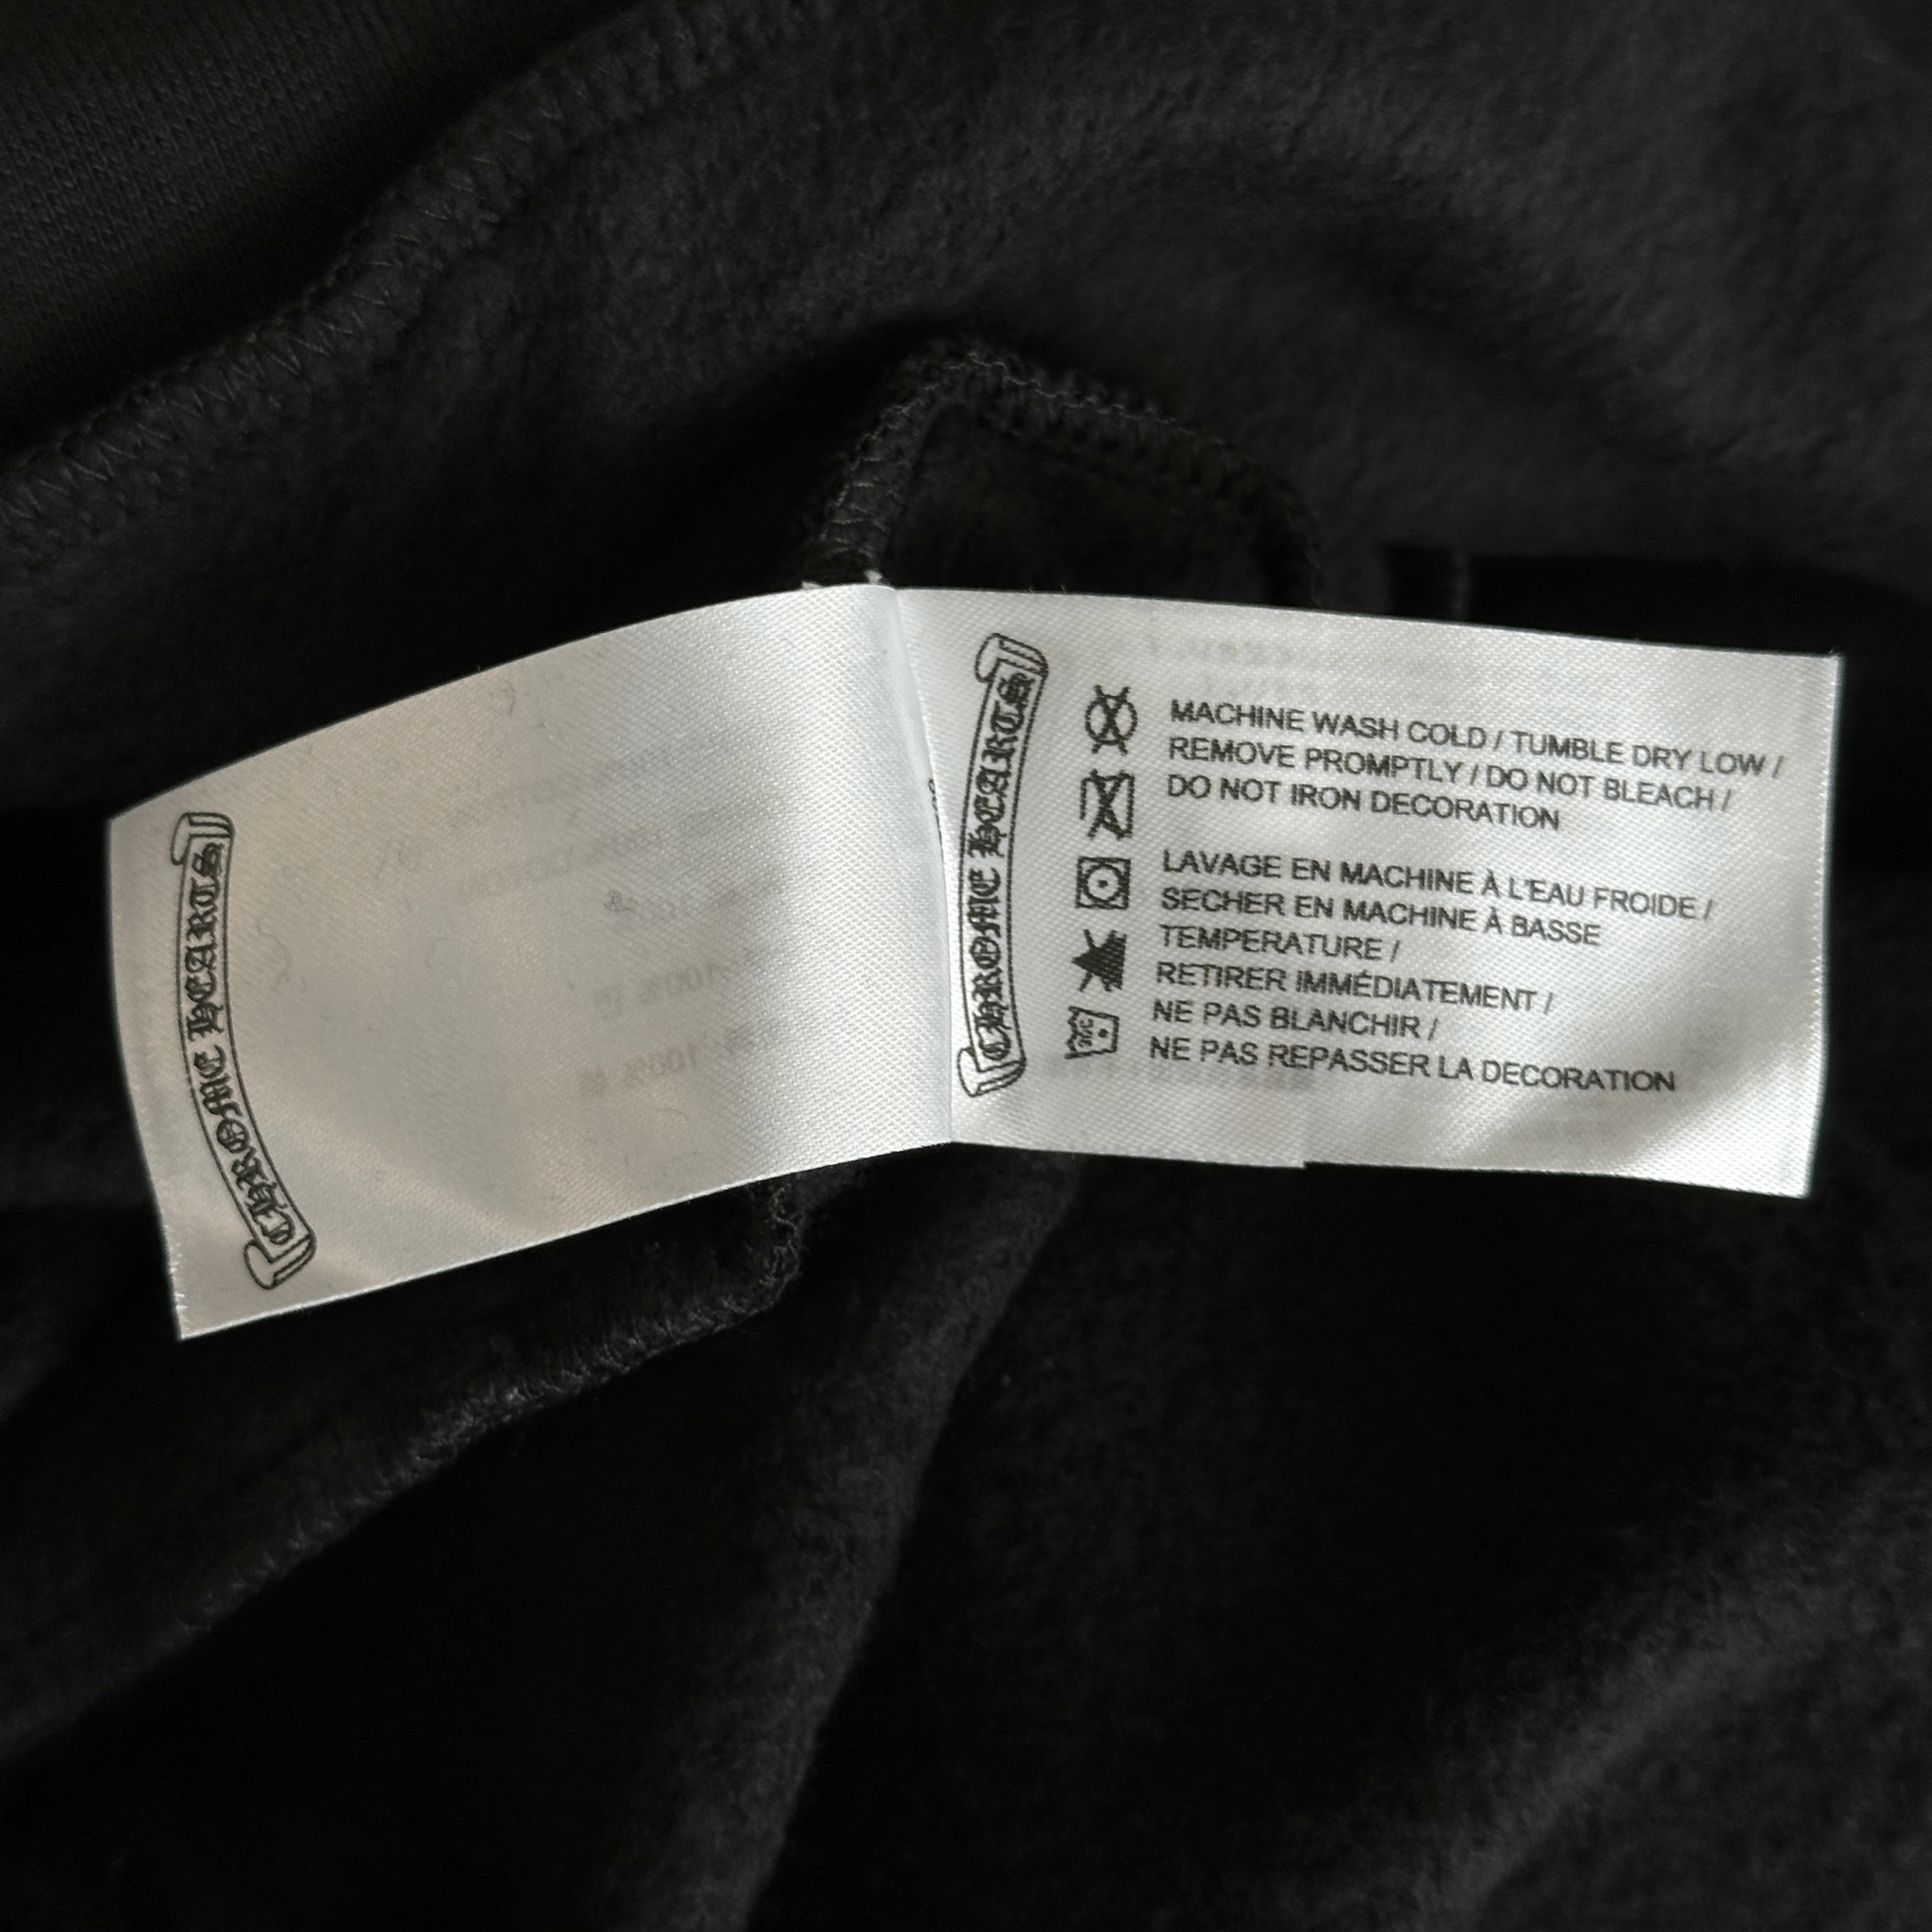 CHROME HEARTS
CHROME HEARTS
MACHINE WASH COLD / TUMBLE DRY LOW /
REMOVE PROMPTLY / DO NOT BLEACH /
DO NOT IRON DECORATION
LAVAGE EN MACHINE À L'EAU FROIDE /
SECHER EN MACHINE À BASSE
TEMPERATURE /
RETIRER IMMÉDIATEMENT /
NE PAS BLANCHIR /
NE PAS REPASSER LA DECORATION